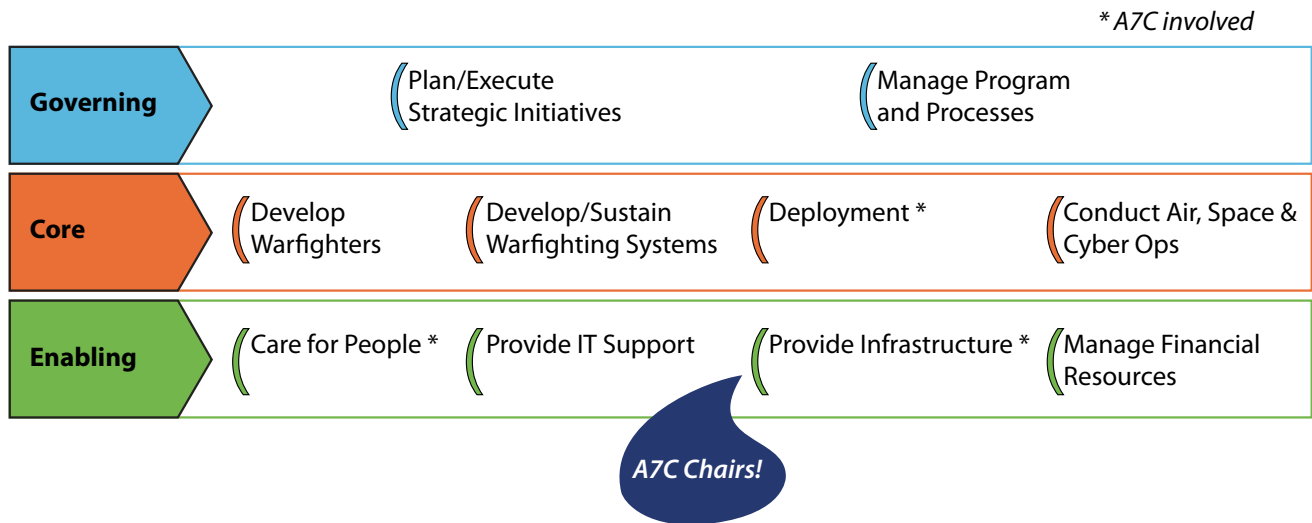 * A7C involved
Governing
Plan/Execute
Strategic Initiatives
Manage Program
and Processes
Core
Develop
Warfighters
Develop/Sustain
Warfighting Systems
Deployment *
Conduct Air, Space &
Cyber Ops
Enabling
Care for People *
Provide IT Support
Provide Infrastructure *
Manage Financial
Resources
A7C Chairs!